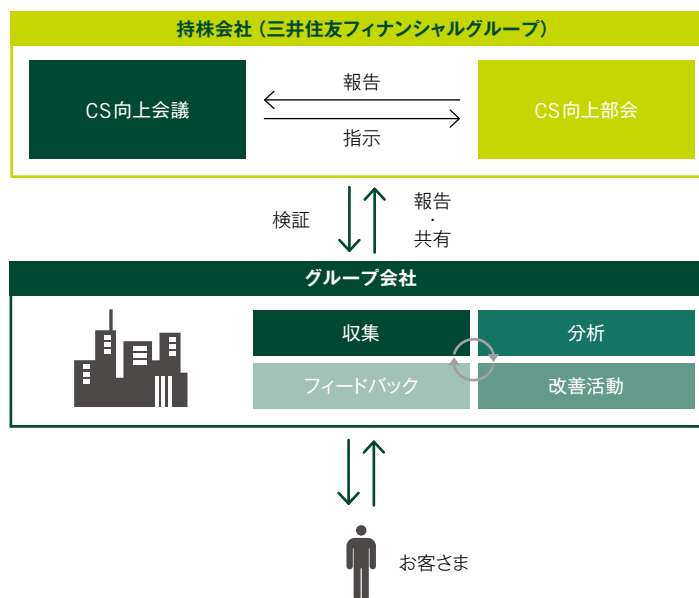 持株会社（三井住友フィナンシャルグループ）
CS向上会議
報告
指示
CS向上部会
検証
報告
・
共有
グループ会社
収集
分析
フィードバック
改善活動
お客さま